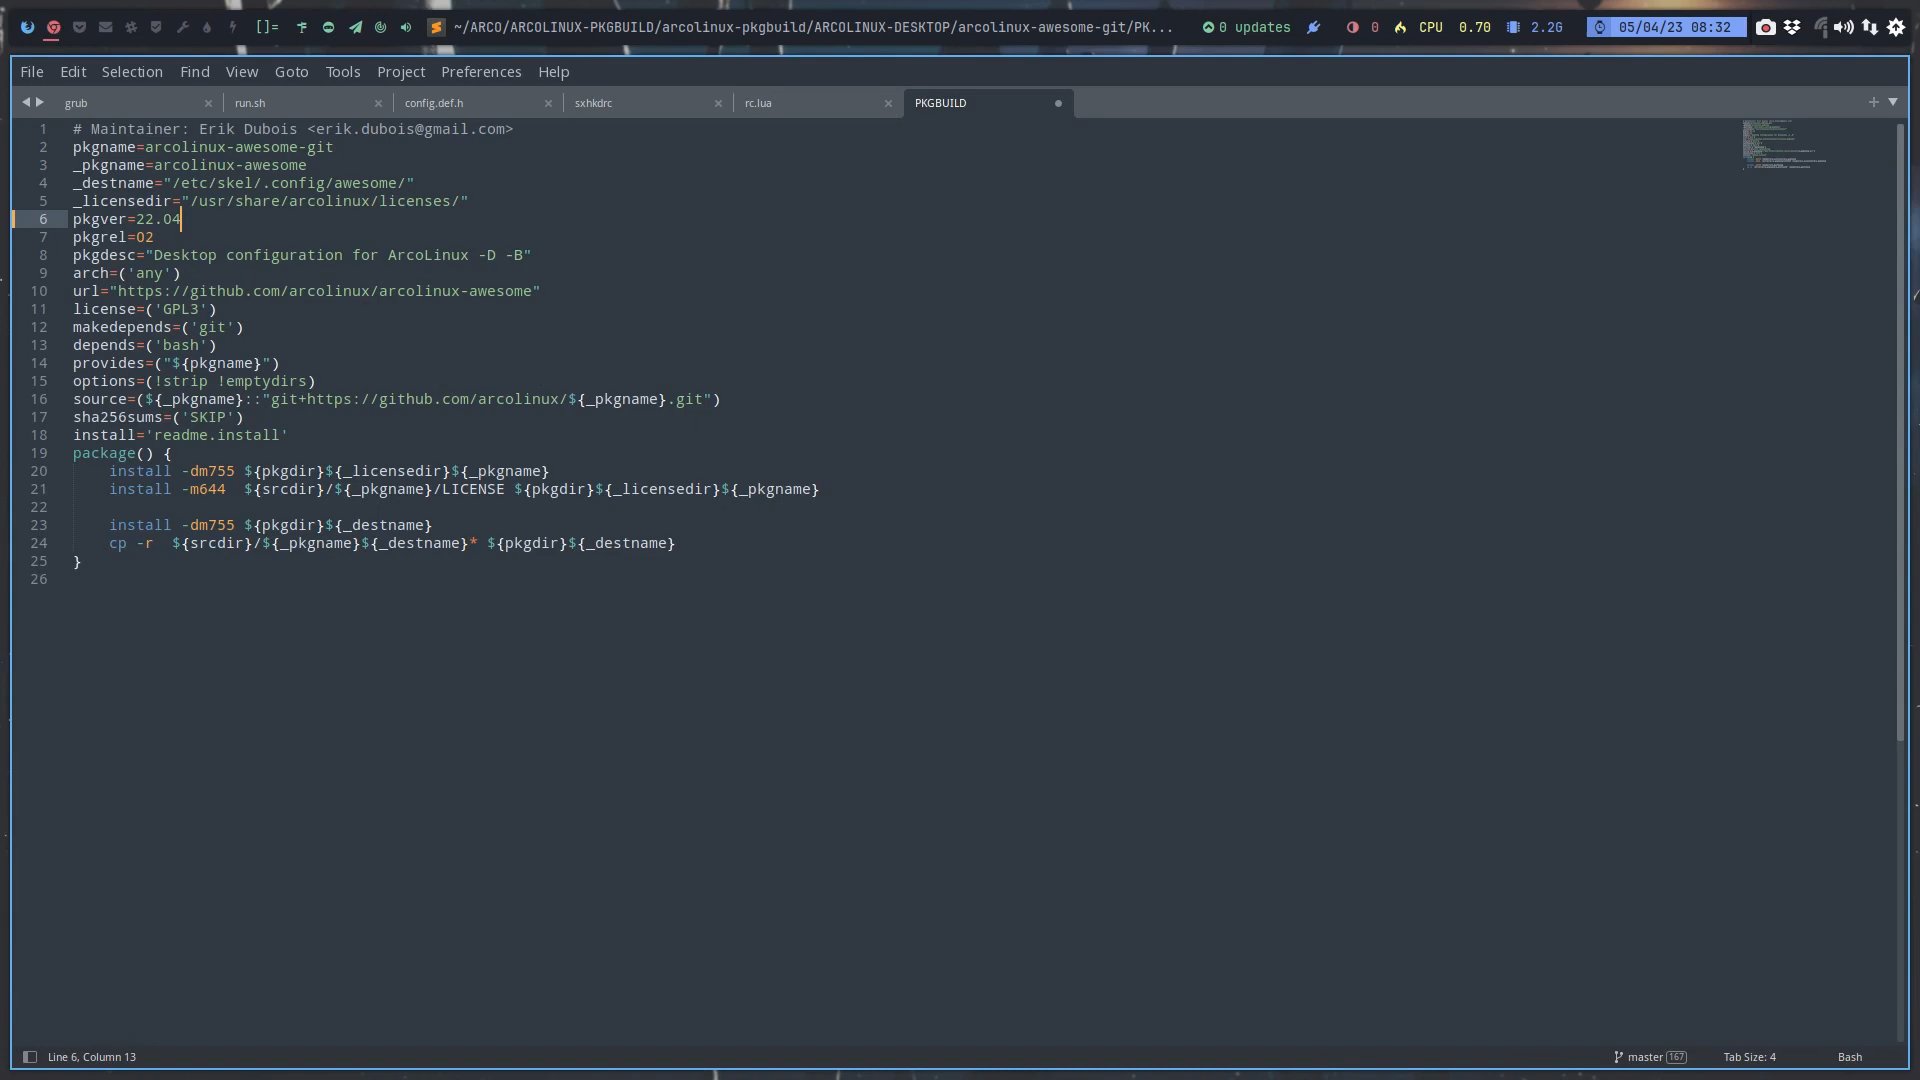 []= ~/ARCO/ARCOLINUX-PKGBUILD/arcolinux-pkgbuild/ARCOLINUX-DESKTOP/arcolinux-awesome-git/PK... 0 updates 0 CPU 0.70 2.2G 05/04/23 08:32
File Edit Selection Find View Goto Tools Project Preferences Help
grub run.sh config.def.h sxhkdrc rc.lua PKGBUILD
1 # Maintainer: Erik Dubois <erik.dubois@gmail.com>
2 pkgname=arcolinux-awesome-git
3 _pkgname=arcolinux-awesome
4 _destname="/etc/skel/.config/awesome/"
5 _licensedir="/usr/share/arcolinux/licenses/"
6 pkgver=22.04
7 pkgrel=02
8 pkgdesc="Desktop configuration for ArcoLinux -D -B"
9 arch=('any')
10 url="https://github.com/arcolinux/arcolinux-awesome"
11 license=('GPL3')
12 makedepends=('git')
13 depends=('bash')
14 provides=("${pkgname}")
15 options=(!strip !emptydirs)
16 source=(${_pkgname}::"git+https://github.com/arcolinux/${_pkgname}.git")
17 sha256sums=('SKIP')
18 install='readme.install'
19 package() {
20     install -dm755 ${pkgdir}${_licensedir}${_pkgname}
21     install -m644  ${srcdir}/${_pkgname}/LICENSE ${pkgdir}${_licensedir}${_pkgname}
22
23     install -dm755 ${pkgdir}${_destname}
24     cp -r  ${srcdir}/${_pkgname}${_destname}* ${pkgdir}${_destname}
25 }
26
Line 6, Column 13 master 167 Tab Size: 4 Bash